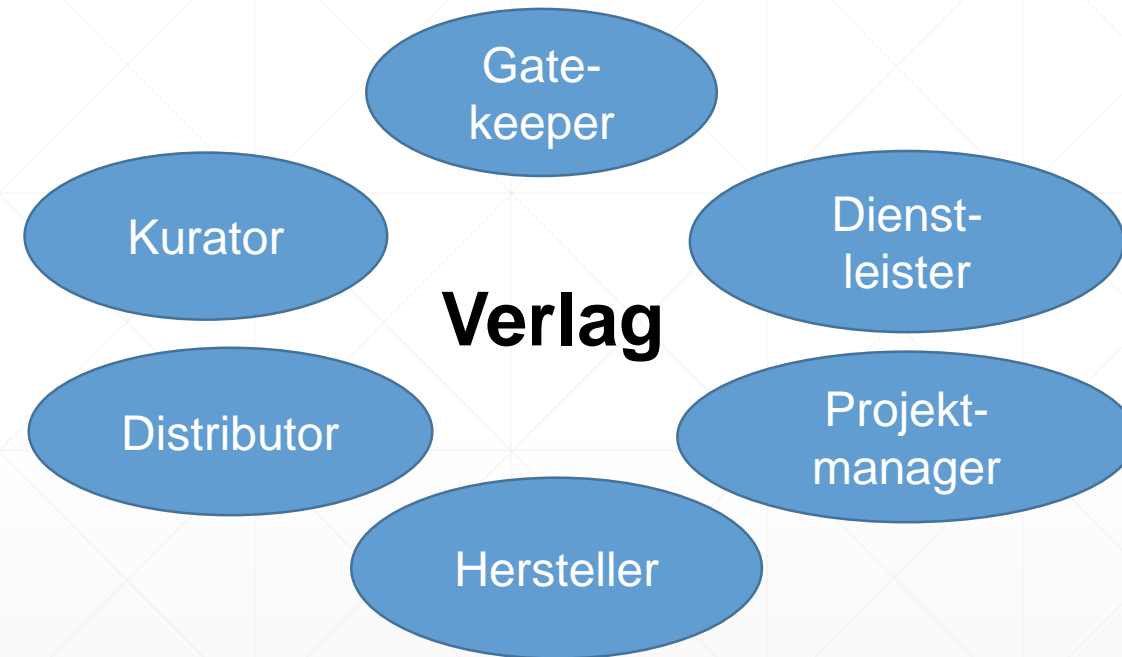 Gate-
keeper
Kurator
Dienst-
leister
Verlag
Distributor
Projekt-
manager
Hersteller